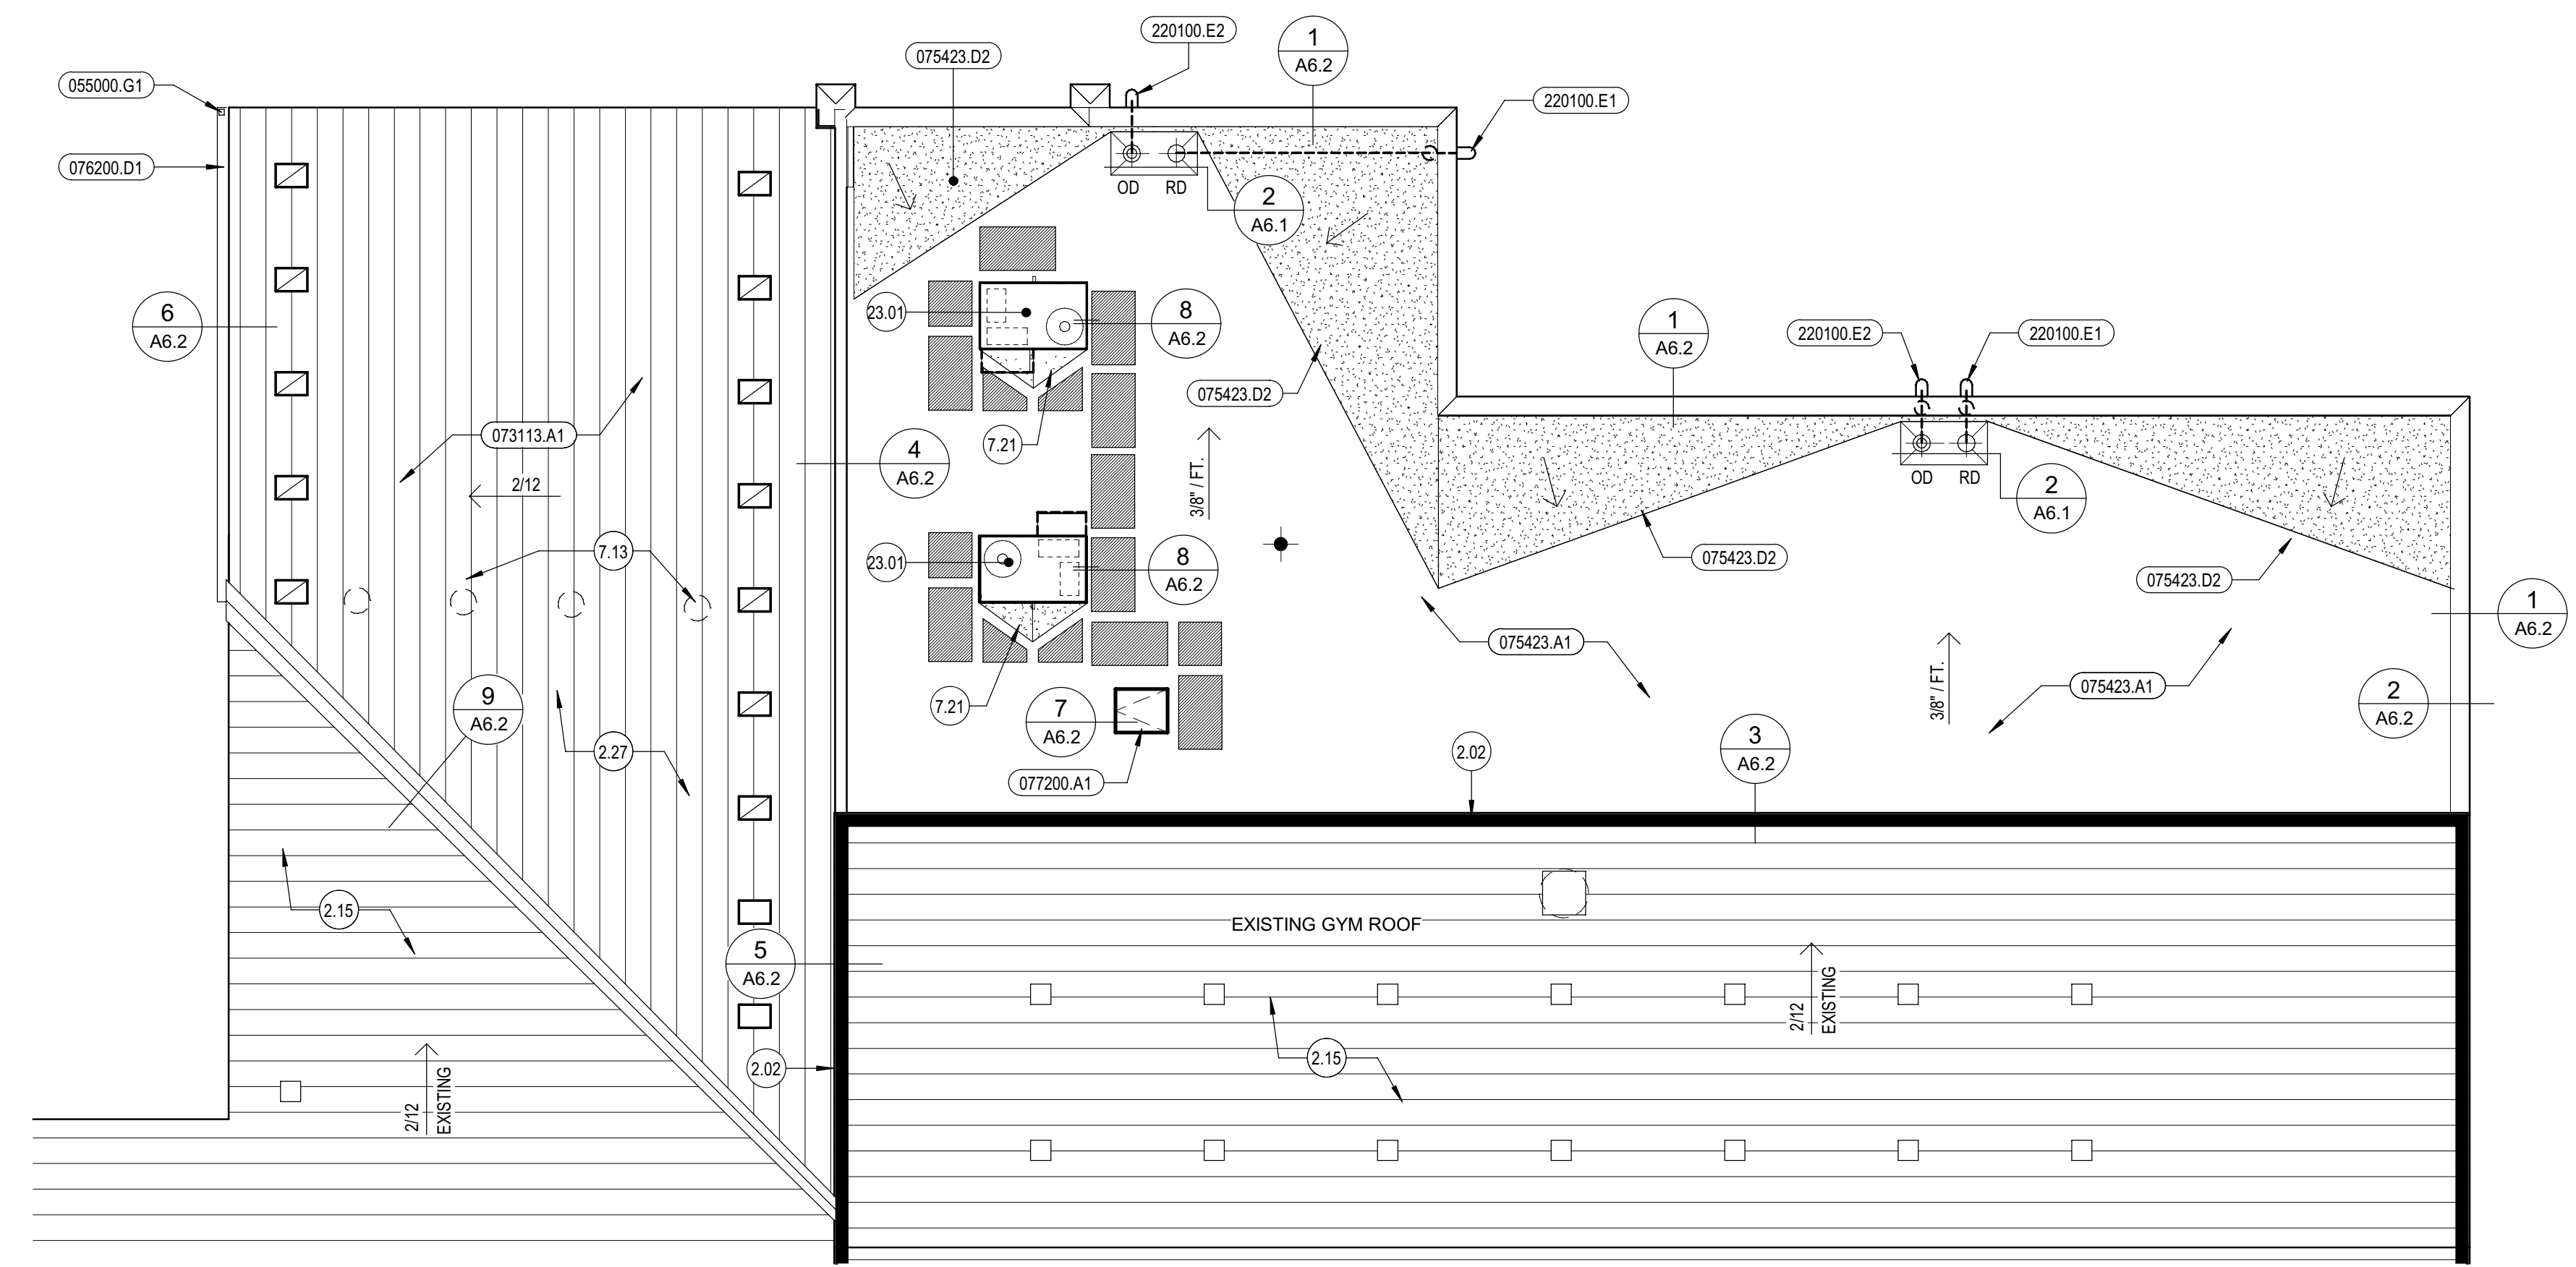 220100.E2
1
A6.2
075423.D2
055000.G1
220100.E1
076200.D1
OD
RD
2
A6.1
6
A6.2
23.01
8
A6.2
1
A6.2
220100.E2
220100.E1
075423.D2
073113.A1
7.21
4
A6.2
2/12
3/8" / FT.
OD
RD
2
A6.1
7.13
23.01
8
A6.2
075423.D2
075423.D2
1
A6.2
075423.A1
9
A6.2
7.21
7
A6.2
3/8" / FT.
075423.A1
2
A6.2
2.27
077200.A1
2.02
3
A6.2
2.15
EXISTING GYM ROOF
5
A6.2
2/12
EXISTING
2.02
2.15
2/12
EXISTING